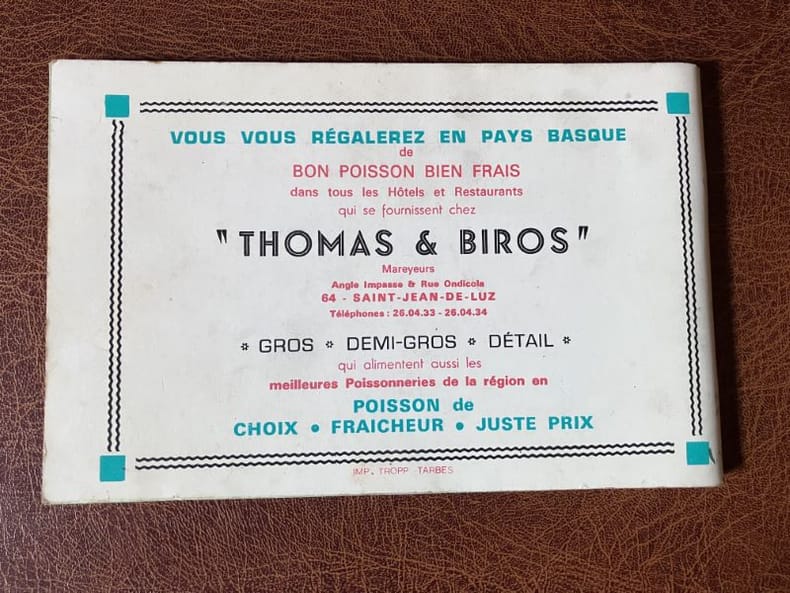 VOUS VOUS RÉGALEREZ EN PAYS BASQUE
de
BON POISSON BIEN FRAIS
dans tous les Hôtels et Restaurants
qui se fournissent chez
"THOMAS & BIROS"
Mareyeurs
Angle Impasse & Rue Ondicola
64 - SAINT-JEAN-DE-LUZ
Téléphones : 26.04.33 - 26.04.34
* GROS * DEMI-GROS * DÉTAIL *
qui alimentent aussi les
meilleures Poissonneries de la région en
POISSON de
CHOIX • FRAICHEUR • JUSTE PRIX
IMP. TROPP TARBES